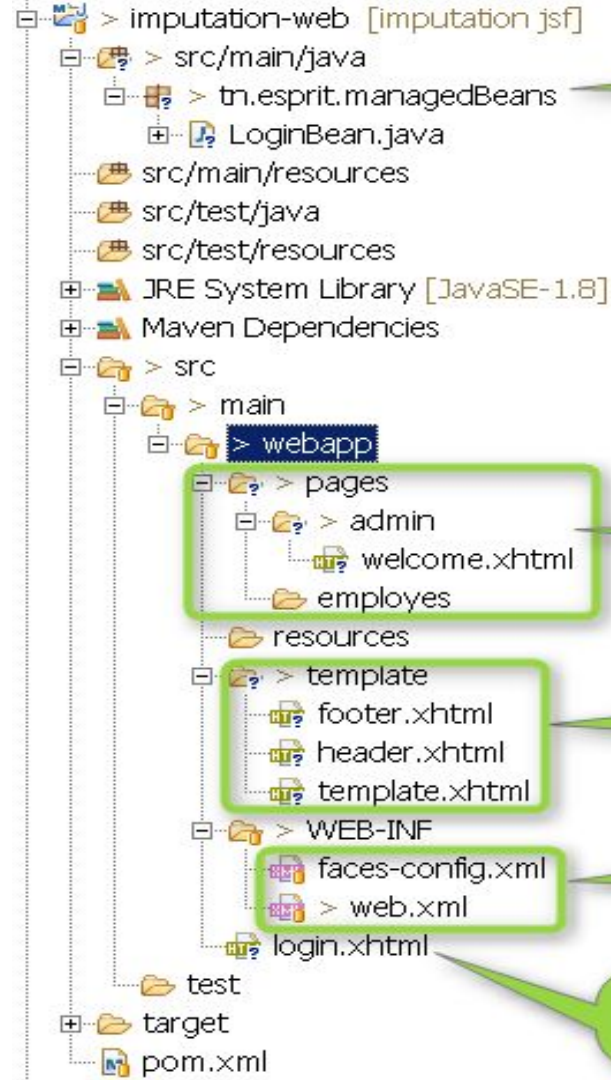 > imputation-web [imputation jsf]
> src/main/java
> tn.esprit.managedBeans
LoginBean.java
src/main/resources
src/test/java
src/test/resources
JRE System Library [JavaSE-1.8]
Maven Dependencies
> src
> main
> webapp
> pages
> admin
welcome.xhtml
employes
resources
> template
footer.xhtml
header.xhtml
template.xhtml
> WEB-INF
faces-config.xml
> web.xml
login.xhtml
test
target
pom.xml